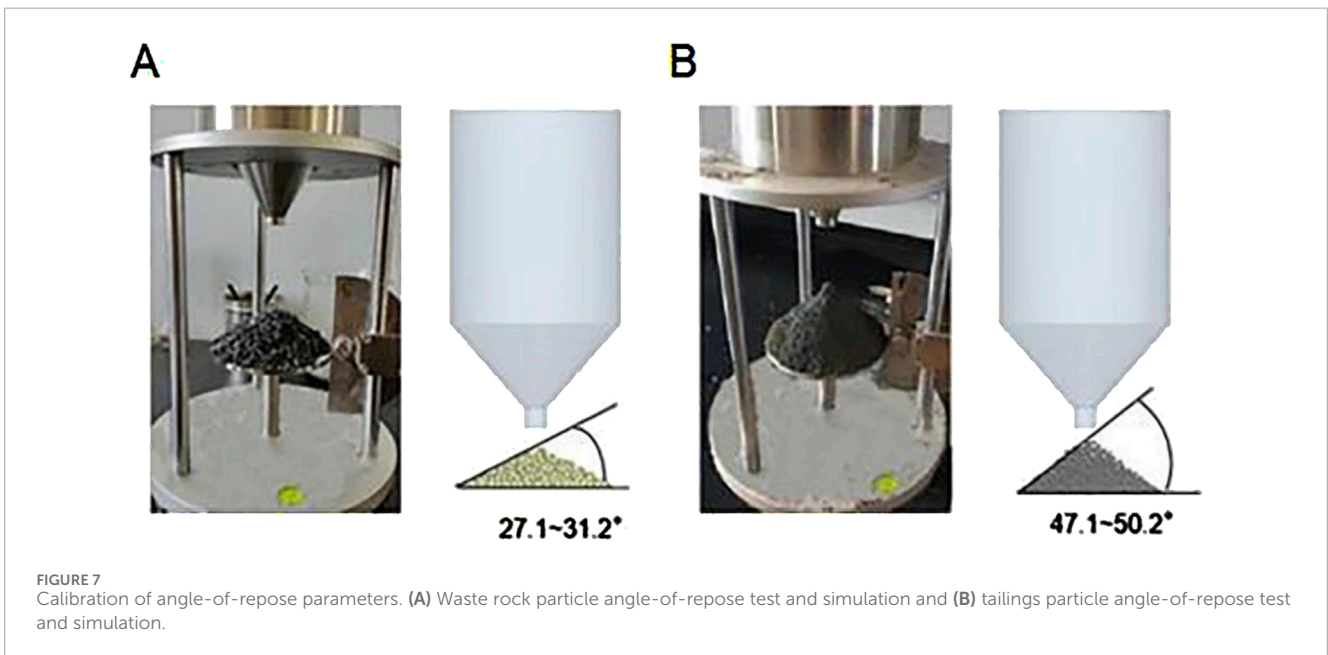 A
B
27.1~31.2°
47.1~50.2°
FIGURE 7
Calibration of angle-of-repose parameters. (A) Waste rock particle angle-of-repose test and simulation and (B) tailings particle angle-of-repose test
and simulation.